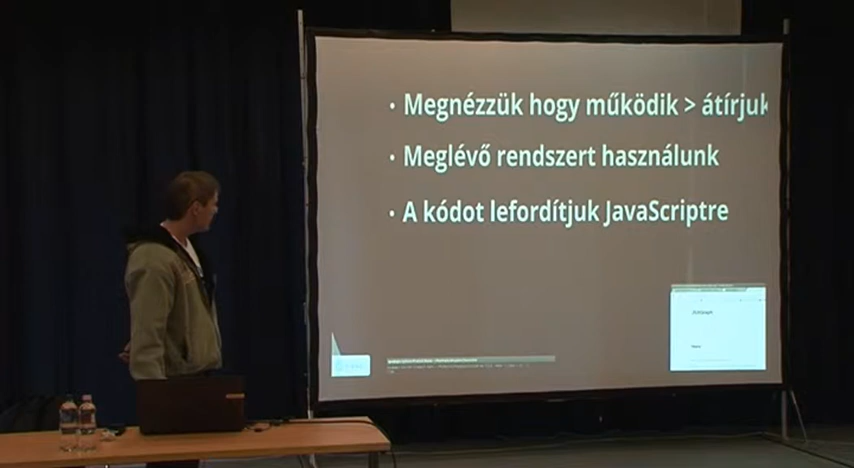 • Megnézzük hogy működik > átírjuk
• Meglévő rendszert használunk
• A kódot lefordítjuk JavaScriptre